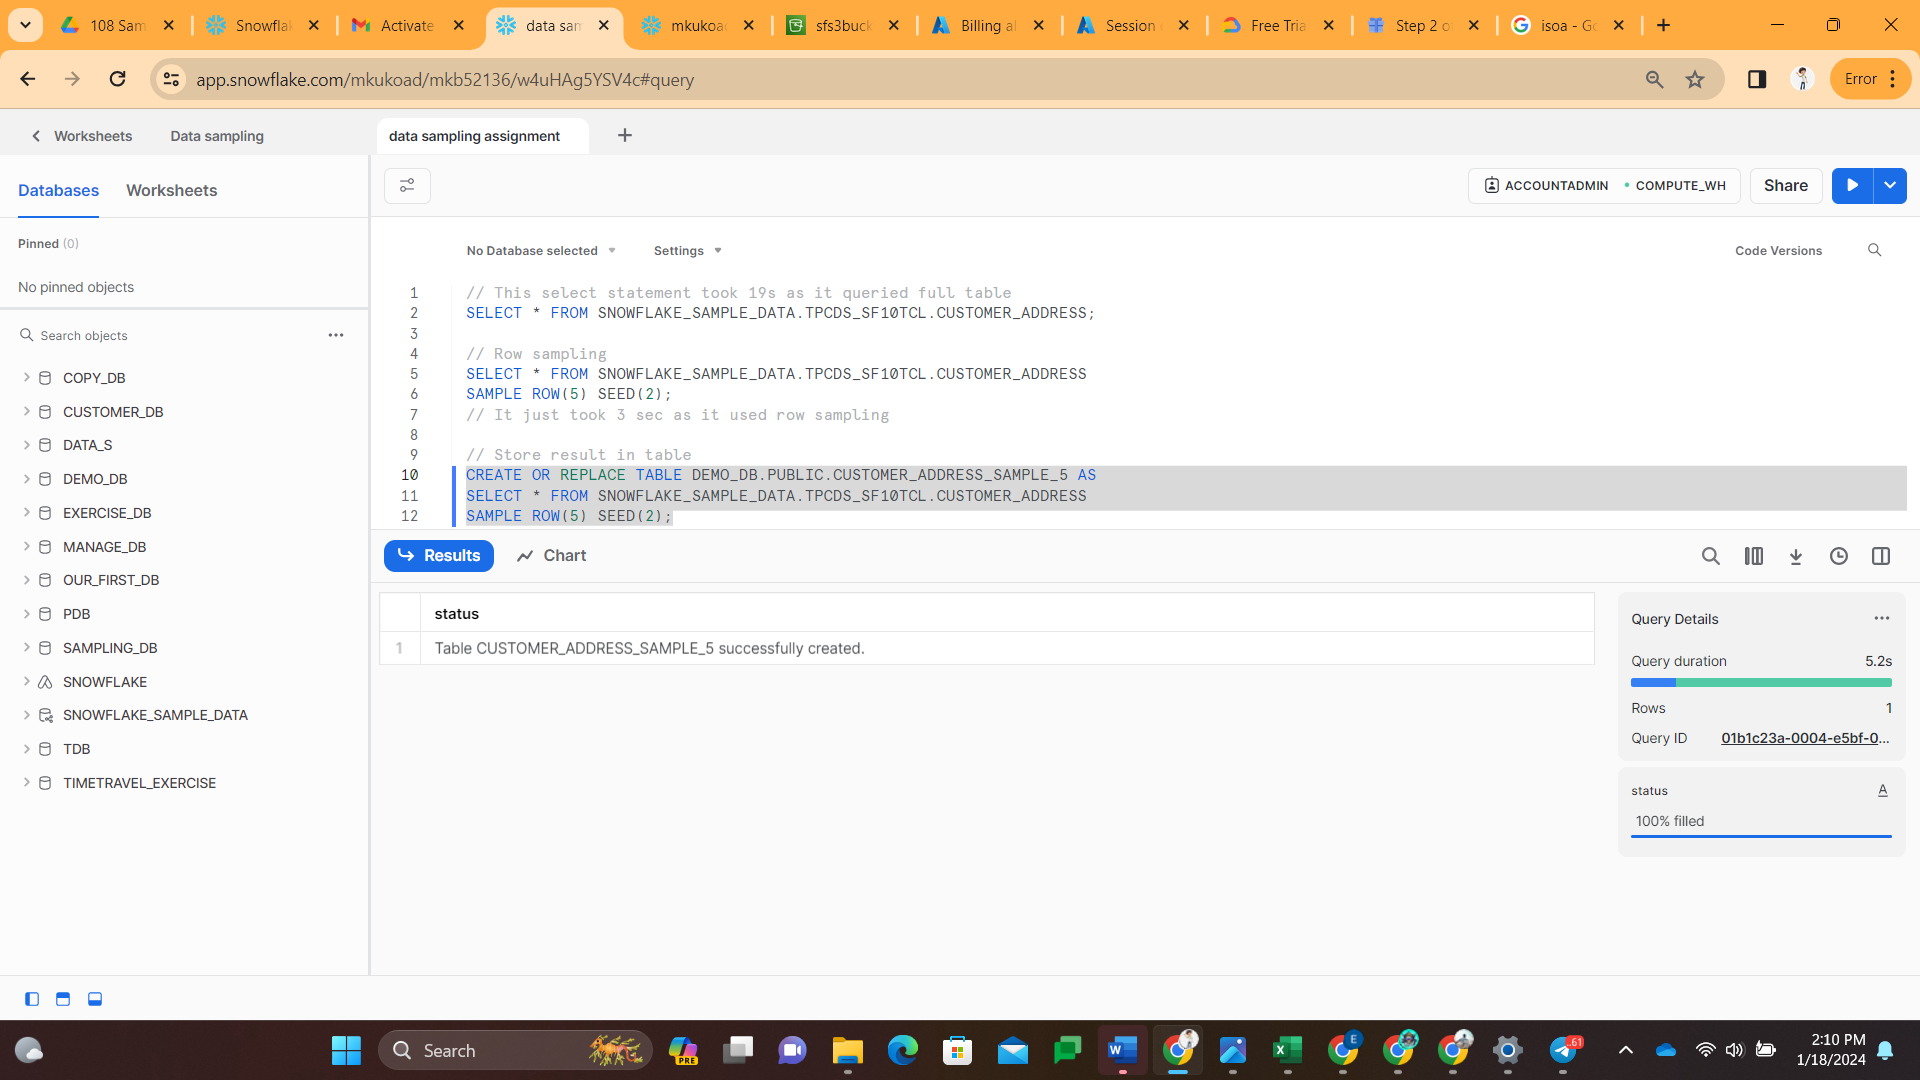 108 Sam
Snowflak
Activate
data sam
mkukoad
sfs3buck
Billing al
Session
Free Tria
Step 2 o
isoa - Go
app.snowflake.com/mkukoad/mkb52136/w4uHAg5YSV4c#query
Error
Worksheets
Data sampling
data sampling assignment
Databases
Worksheets
ACCOUNTADMIN
COMPUTE_WH
Share
Pinned (0)
No pinned objects
Search objects
COPY_DB
CUSTOMER_DB
DATA_S
DEMO_DB
EXERCISE_DB
MANAGE_DB
OUR_FIRST_DB
PDB
SAMPLING_DB
SNOWFLAKE
SNOWFLAKE_SAMPLE_DATA
TDB
TIMETRAVEL_EXERCISE
No Database selected
Settings
Code Versions
1 // This select statement took 19s as it queried full table
2 SELECT * FROM SNOWFLAKE_SAMPLE_DATA.TPCDS_SF10TCL.CUSTOMER_ADDRESS;
3
4 // Row sampling
5 SELECT * FROM SNOWFLAKE_SAMPLE_DATA.TPCDS_SF10TCL.CUSTOMER_ADDRESS
6 SAMPLE ROW(5) SEED(2);
7 // It just took 3 sec as it used row sampling
8
9 // Store result in table
10 CREATE OR REPLACE TABLE DEMO_DB.PUBLIC.CUSTOMER_ADDRESS_SAMPLE_5 AS
11 SELECT * FROM SNOWFLAKE_SAMPLE_DATA.TPCDS_SF10TCL.CUSTOMER_ADDRESS
12 SAMPLE ROW(5) SEED(2);
Results
Chart
status
1 Table CUSTOMER_ADDRESS_SAMPLE_5 successfully created.
Query Details
Query duration 5.2s
Rows 1
Query ID 01b1c23a-0004-e5bf-0...
status A
100% filled
Search
PRE
W
X
E
.61
2:10 PM
1/18/2024